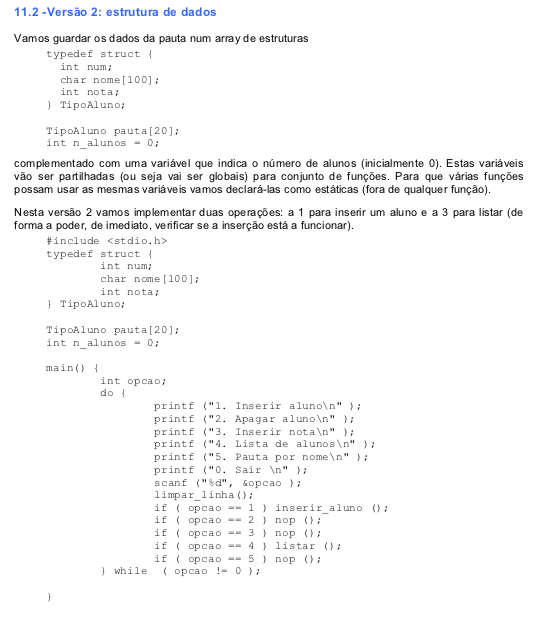 11.2 -Versão 2: estrutura de dados
Vamos guardar os dados da pauta num array de estruturas
typedef struct {
int num;
char nome[100];
int nota;
} TipoAluno;
TipoAluno pauta[20];
int n_alunos = 0;
complementado com uma variável que indica o número de alunos (inicialmente 0). Estas variáveis
vão ser partilhadas (ou seja vai ser globais) para conjunto de funções. Para que várias funções
possam usar as mesmas variáveis vamos declará-las como estáticas (fora de qualquer função).
Nesta versão 2 vamos implementar duas operações: a 1 para inserir um aluno e a 3 para listar (de
forma a poder, de imediato, verificar se a inserção está a funcionar).
#include <stdio.h>
typedef struct {
int num;
char nome[100];
int nota;
} TipoAluno;
TipoAluno pauta[20];
int n_alunos = 0;
main() {
int opcao;
do {
printf ("1. Inserir aluno\n" );
printf ("2. Apagar aluno\n" );
printf ("3. Inserir nota\n" );
printf ("4. Lista de alunos\n" );
printf ("5. Pauta por nome\n" );
printf ("0. Sair \n" );
scanf ("%d", &opcao );
limpar_linha();
if ( opcao == 1 ) inserir_aluno ();
if ( opcao == 2 ) nop ();
if ( opcao == 3 ) nop ();
if ( opcao == 4 ) listar ();
if ( opcao == 5 ) nop ();
} while ( opcao != 0 );
}